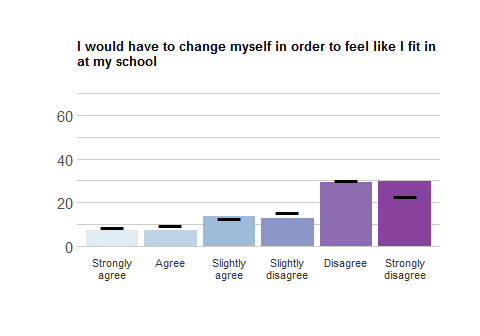 I would have to change myself in order to feel like I fit in
at my school
60
40
20
0
Strongly
agree
Agree
Slightly
agree
Slightly
disagree
Disagree
Strongly
disagree